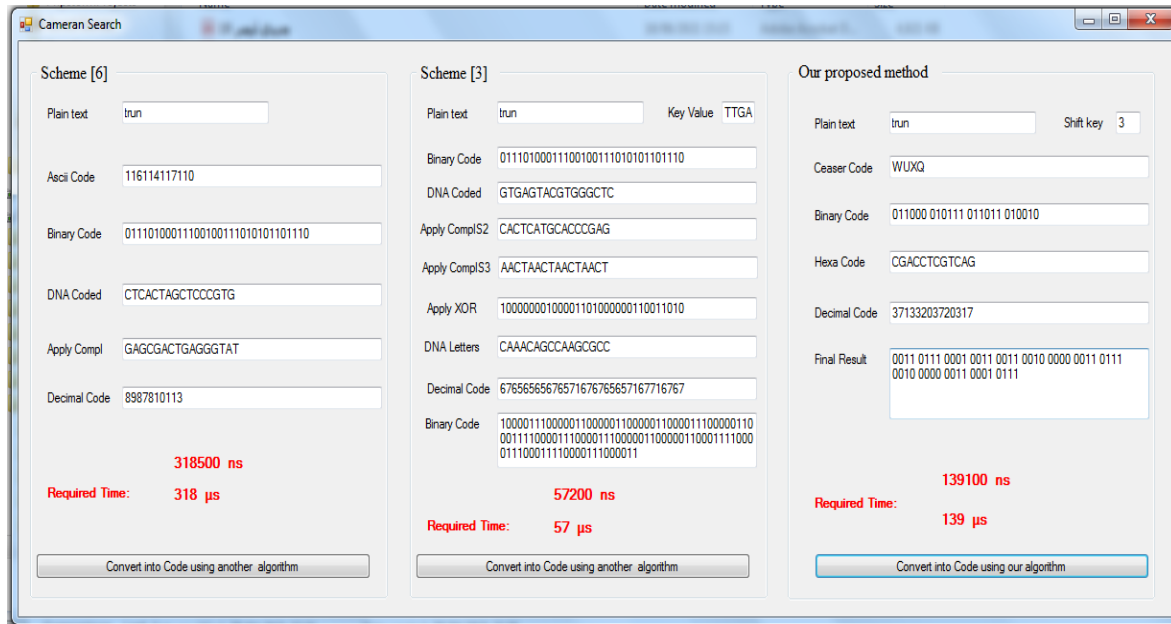 Cameran Search
Scheme [6]
Plain text trun
Ascii Code 116114117110
Binary Code 01110100011100100111010101101110
DNA Coded CTCACTAGCTCCCGTG
Apply Compl GAGCGACTGAGGGTAT
Decimal Code 8987810113
318500 ns
Required Time: 318 µs
Convert into Code using another algorithm
Scheme [3]
Plain text trun Key Value TTGA
Binary Code 01110100011100100111010101101110
DNA Coded GTGAGTACGTGGGCTC
Apply ComplS2 CACTCATGCACCCGAG
Apply ComplS3 AACTAACTAACTAACT
Apply XOR 10000000100001101000000110011010
DNA Letters CAAACAGCCAAGCGCC
Decimal Code 67656565676571676765657167716767
Binary Code 10000111000001100000110000011000011100000110
00111100001110000111000001100000110001111000
011100011110000111000011
57200 ns
Required Time: 57 µs
Convert into Code using another algorithm
Our proposed method
Plain text trun Shift key 3
Ceaser Code WUXQ
Binary Code 011000 010111 011011 010010
Hexa Code CGACCTCGTCAG
Decimal Code 37133203720317
Final Result 0011 0111 0001 0011 0011 0010 0000 0011 0111
0010 0000 0011 0001 0111
139100 ns
Required Time:
139 µs
Convert into Code using our algorithm